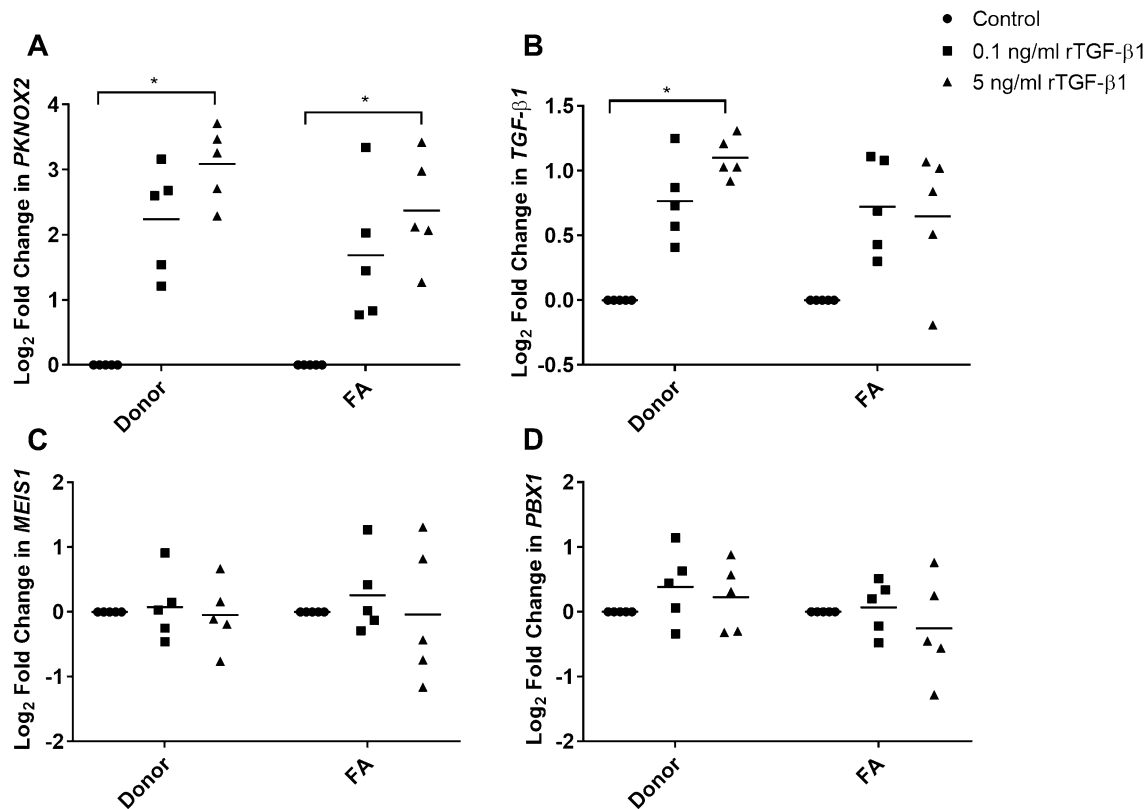 Control
0.1 ng/ml rTGF-β1
5 ng/ml rTGF-β1
A
Log2 Fold Change in PKNOX2
4
3
2
1
0
*
*
Donor
FA
B
Log2 Fold Change in TGF-β1
1.5
1.0
0.5
0.0
-0.5
*
Donor
FA
C
Log2 Fold Change in MEIS1
2
1
0
-1
-2
Donor
FA
D
Log2 Fold Change in PBX1
2
1
0
-1
-2
Donor
FA